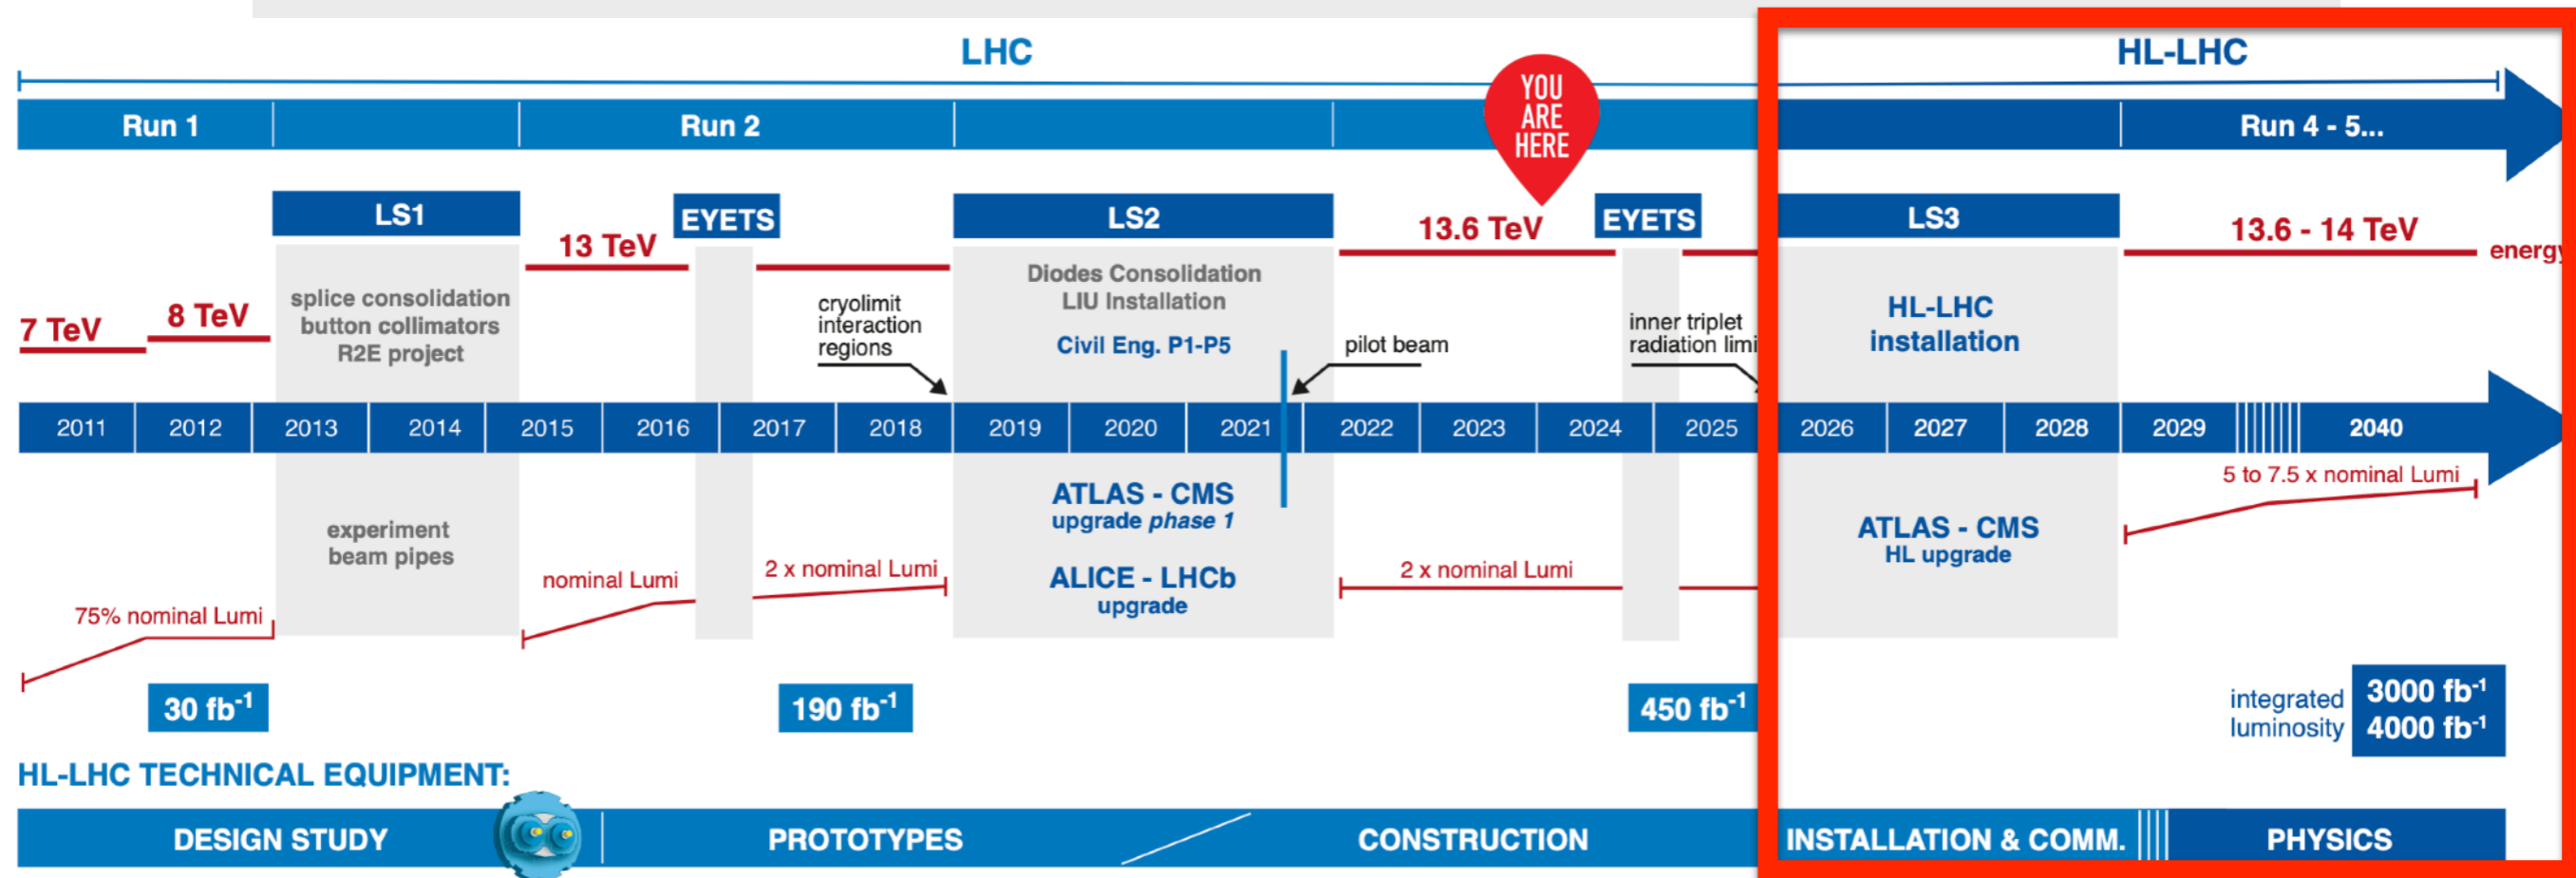 LHC
HL-LHC
YOU
ARE
HERE
Run 1
Run 2
Run 4 - 5...
LS1
EYETS
LS2
13.6 TeV
EYETS
LS3
13.6 - 14 TeV
energy
13 TeV
7 TeV
8 TeV
splice consolidation
button collimators
R2E project
cryolimit
interaction
regions
Diodes Consolidation
LIU Installation
Civil Eng. P1-P5
pilot beam
inner triplet
radiation limi
HL-LHC
installation
2011 2012 2013 2014 2015 2016 2017 2018 2019 2020 2021 2022 2023 2024 2025 2026 2027 2028 2029 2040
experiment
beam pipes
ATLAS - CMS
upgrade phase 1
ALICE - LHCb
upgrade
ATLAS - CMS
HL upgrade
5 to 7.5 x nominal Lumi
75% nominal Lumi
nominal Lumi
2 x nominal Lumi
2 x nominal Lumi
30 fb⁻¹
190 fb⁻¹
450 fb⁻¹
integrated
luminosity
3000 fb⁻¹
4000 fb⁻¹
HL-LHC TECHNICAL EQUIPMENT:
DESIGN STUDY
PROTOTYPES
CONSTRUCTION
INSTALLATION & COMM.
PHYSICS